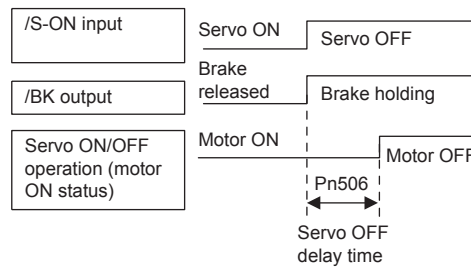 /S-ON input
Servo ON
Servo OFF
Brake
released
/BK output
Brake holding
Servo ON/OFF
operation (motor
ON status)
Motor ON
Motor OFF
Pn506
Servo OFF
delay time